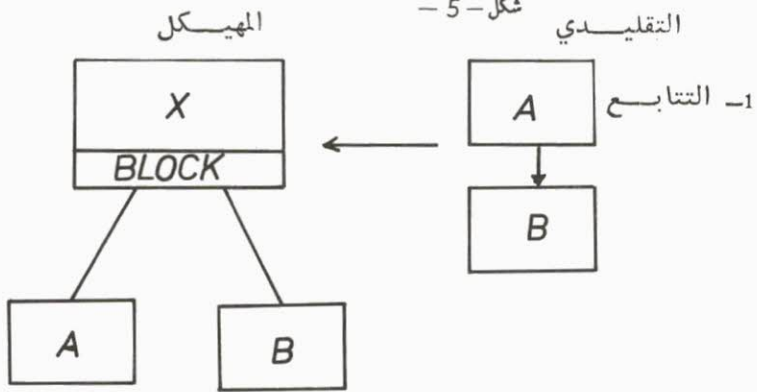 شكل - 5 -
التقليدي
المهيكل
1- التتابع
A
B
X
BLOCK
A
B